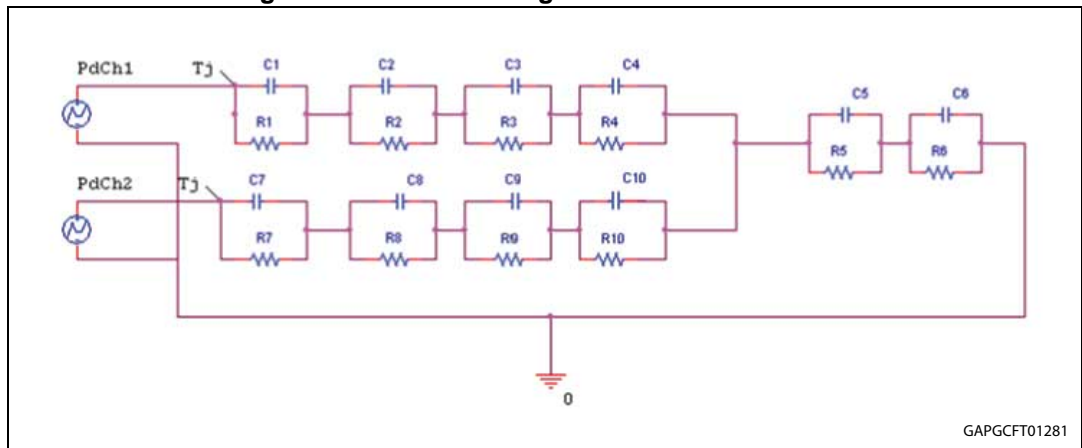 PdCh1 Tj C1 C2 C3 C4
C5 C6
R1 R2 R3 R4
R5 R6
PdCh2 Tj C7 C8 C9 C10
R7 R8 R9 R10
0
GAPGCFT01281